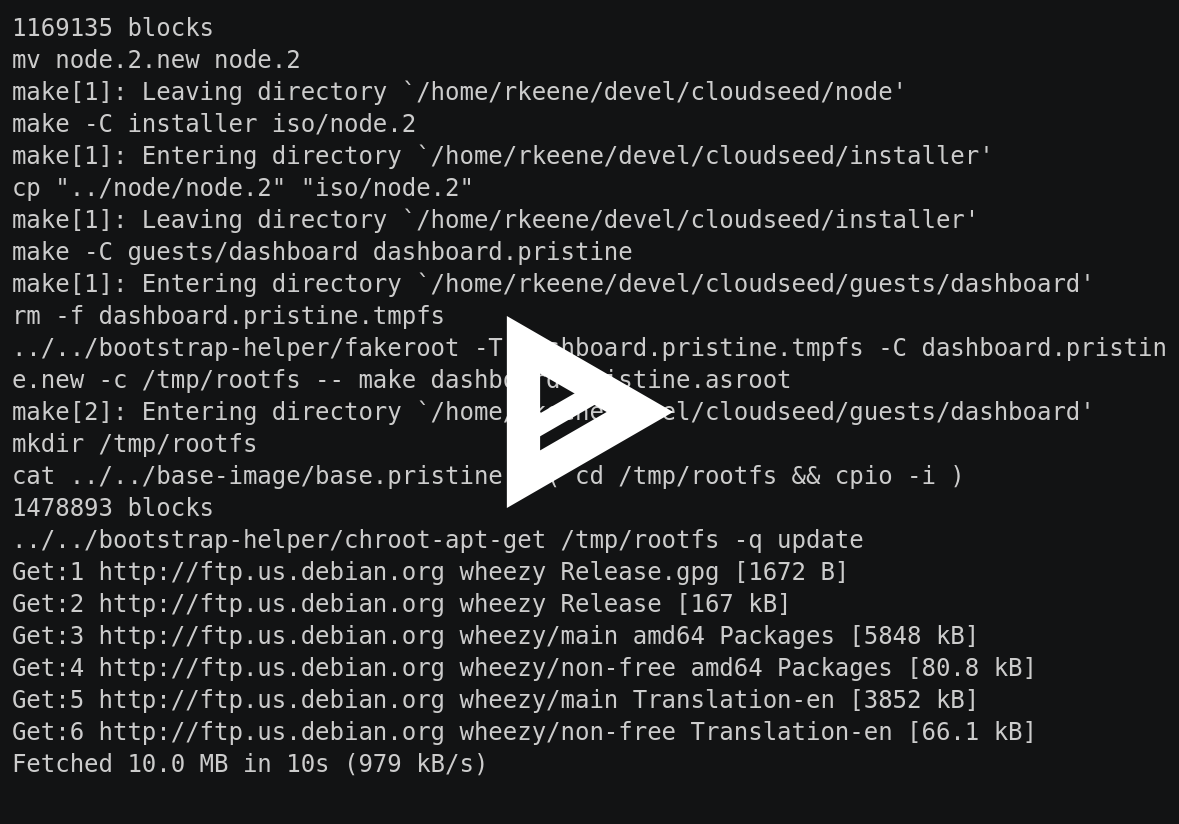 1169135 blocks
mv node.2.new node.2
make[1]: Leaving directory `/home/rkeene/devel/cloudseed/node'
make -C installer iso/node.2
make[1]: Entering directory `/home/rkeene/devel/cloudseed/installer'
cp "../node/node.2" "iso/node.2"
make[1]: Leaving directory `/home/rkeene/devel/cloudseed/installer'
make -C guests/dashboard dashboard.pristine
make[1]: Entering directory `/home/rkeene/devel/cloudseed/guests/dashboard'
rm -f dashboard.pristine.tmpfs
../../bootstrap-helper/fakeroot -T dashboard.pristine.tmpfs -C dashboard.pristin
e.new -c /tmp/rootfs -- make dashboard.pristine.asroot
make[2]: Entering directory `/home/rkeene/devel/cloudseed/guests/dashboard'
mkdir /tmp/rootfs
cat ../../base-image/base.pristine ( cd /tmp/rootfs && cpio -i )
1478893 blocks
../../bootstrap-helper/chroot-apt-get /tmp/rootfs -q update
Get:1 http://ftp.us.debian.org wheezy Release.gpg [1672 B]
Get:2 http://ftp.us.debian.org wheezy Release [167 kB]
Get:3 http://ftp.us.debian.org wheezy/main amd64 Packages [5848 kB]
Get:4 http://ftp.us.debian.org wheezy/non-free amd64 Packages [80.8 kB]
Get:5 http://ftp.us.debian.org wheezy/main Translation-en [3852 kB]
Get:6 http://ftp.us.debian.org wheezy/non-free Translation-en [66.1 kB]
Fetched 10.0 MB in 10s (979 kB/s)